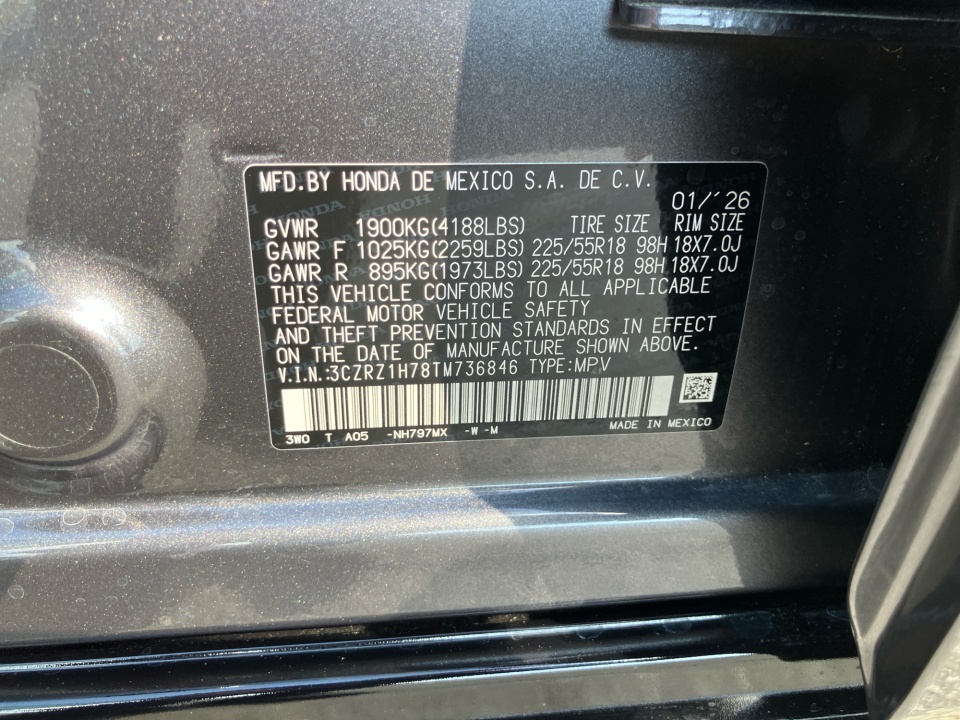 MFD.BY HONDA DE MEXICO S.A. DE C.V.
01/'26
GVWR 1900KG(4188LBS) TIRE SIZE RIM SIZE
GAWR F 1025KG(2259LBS) 225/55R18 98H 18X7.0J
GAWR R 895KG(1973LBS) 225/55R18 98H 18X7.0J
THIS VEHICLE CONFORMS TO ALL APPLICABLE
FEDERAL MOTOR VEHICLE SAFETY
AND THEFT PREVENTION STANDARDS IN EFFECT
ON THE DATE OF MANUFACTURE SHOWN ABOVE.
V.I.N.:3CZRZ1H78TM736846 TYPE:MPV
3W0 T A05 -NH797MX -W -M MADE IN MEXICO